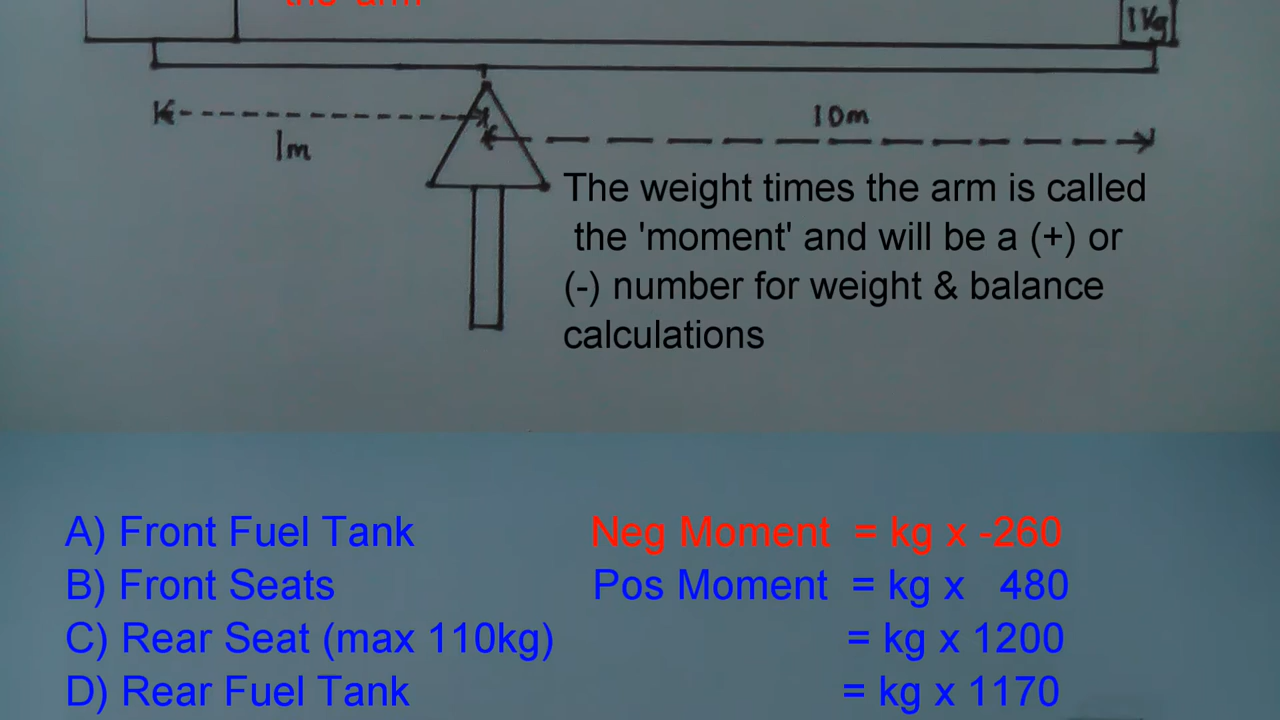 the 'arm'
1Kg
10m
1m
The weight times the arm is called
the 'moment' and will be a (+) or
(-) number for weight & balance
calculations
A) Front Fuel Tank Neg Moment = kg x -260
B) Front Seats Pos Moment = kg x 480
C) Rear Seat (max 110kg) = kg x 1200
D) Rear Fuel Tank = kg x 1170